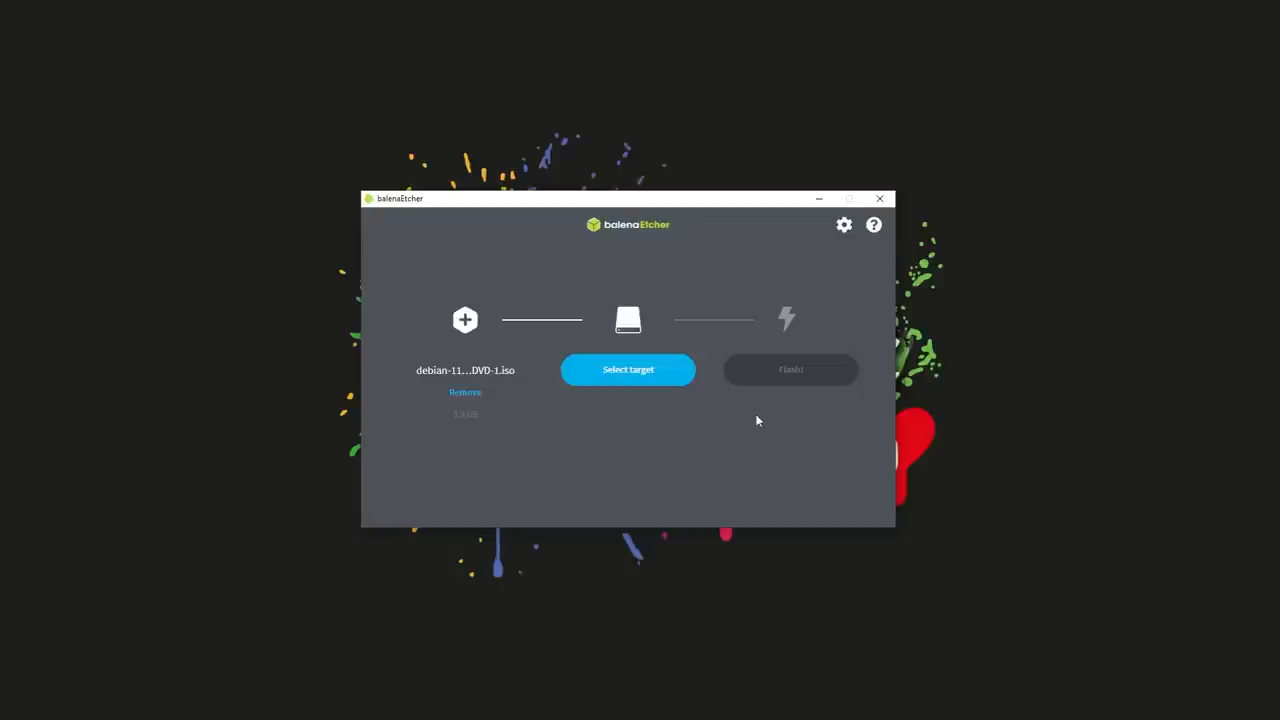 balenaEtcher
balenaEtcher
debian-11...DVD-1.iso
Select target
Flash!
Remove